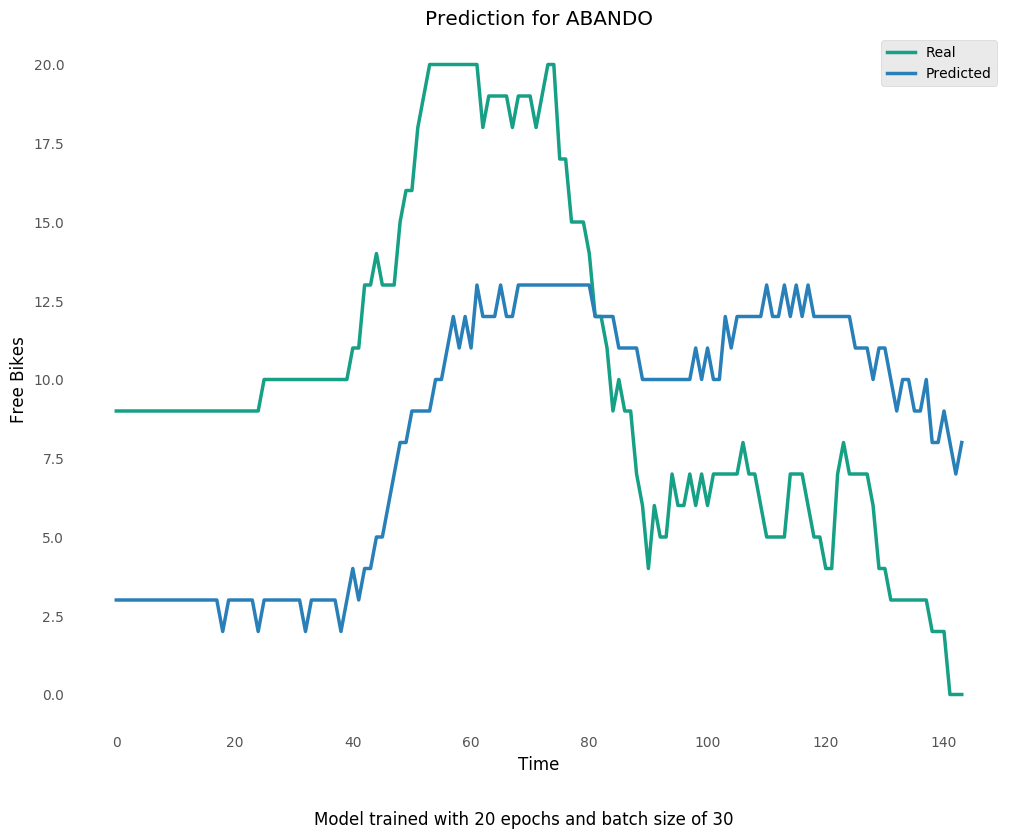 Prediction for ABANDO
Real
Predicted
20.0
17.5
15.0
12.5
10.0
7.5
5.0
2.5
0.0
Free Bikes
0 20 40 60 80 100 120 140
Time
Model trained with 20 epochs and batch size of 30